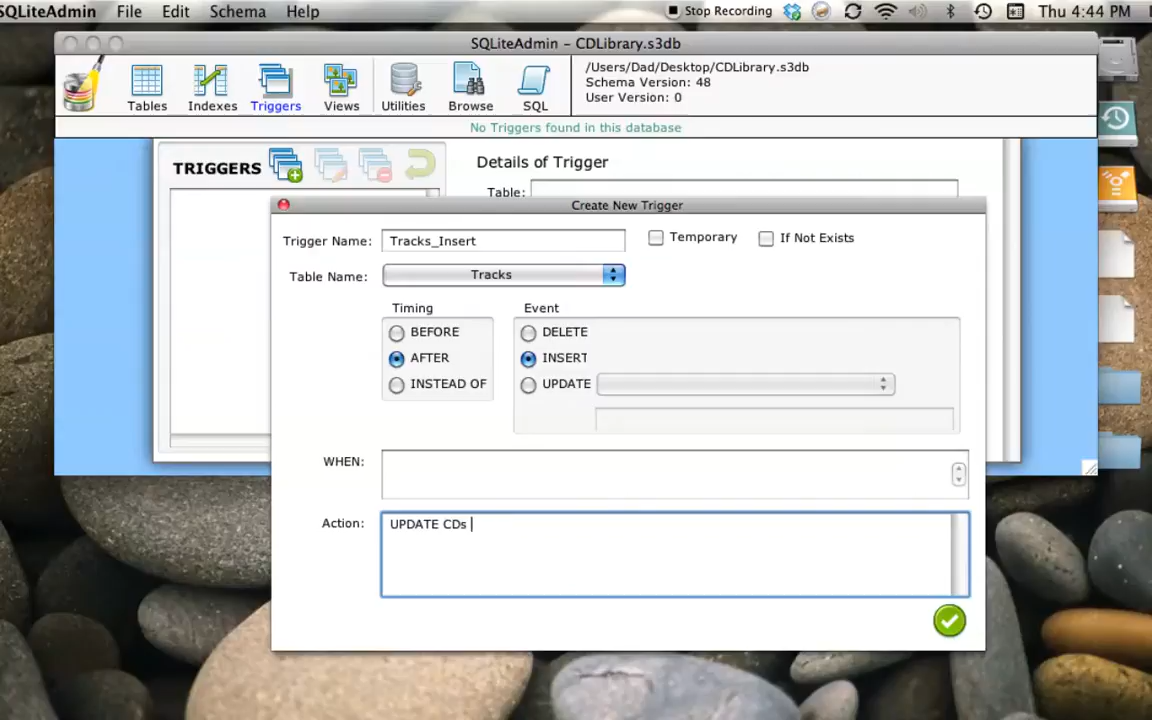 SQLiteAdmin File Edit Schema Help Stop Recording Thu 4:44 PM
SQLiteAdmin – CDLibrary.s3db
/Users/Dad/Desktop/CDLibrary.s3db
Schema Version: 48
User Version: 0
Tables Indexes Triggers Views Utilities Browse SQL
No Triggers found in this database
TRIGGERS
Details of Trigger
Table:
Create New Trigger
Trigger Name: Tracks_Insert Temporary If Not Exists
Table Name: Tracks
Timing Event
BEFORE DELETE
AFTER INSERT
INSTEAD OF UPDATE
WHEN:
Action: UPDATE CDs